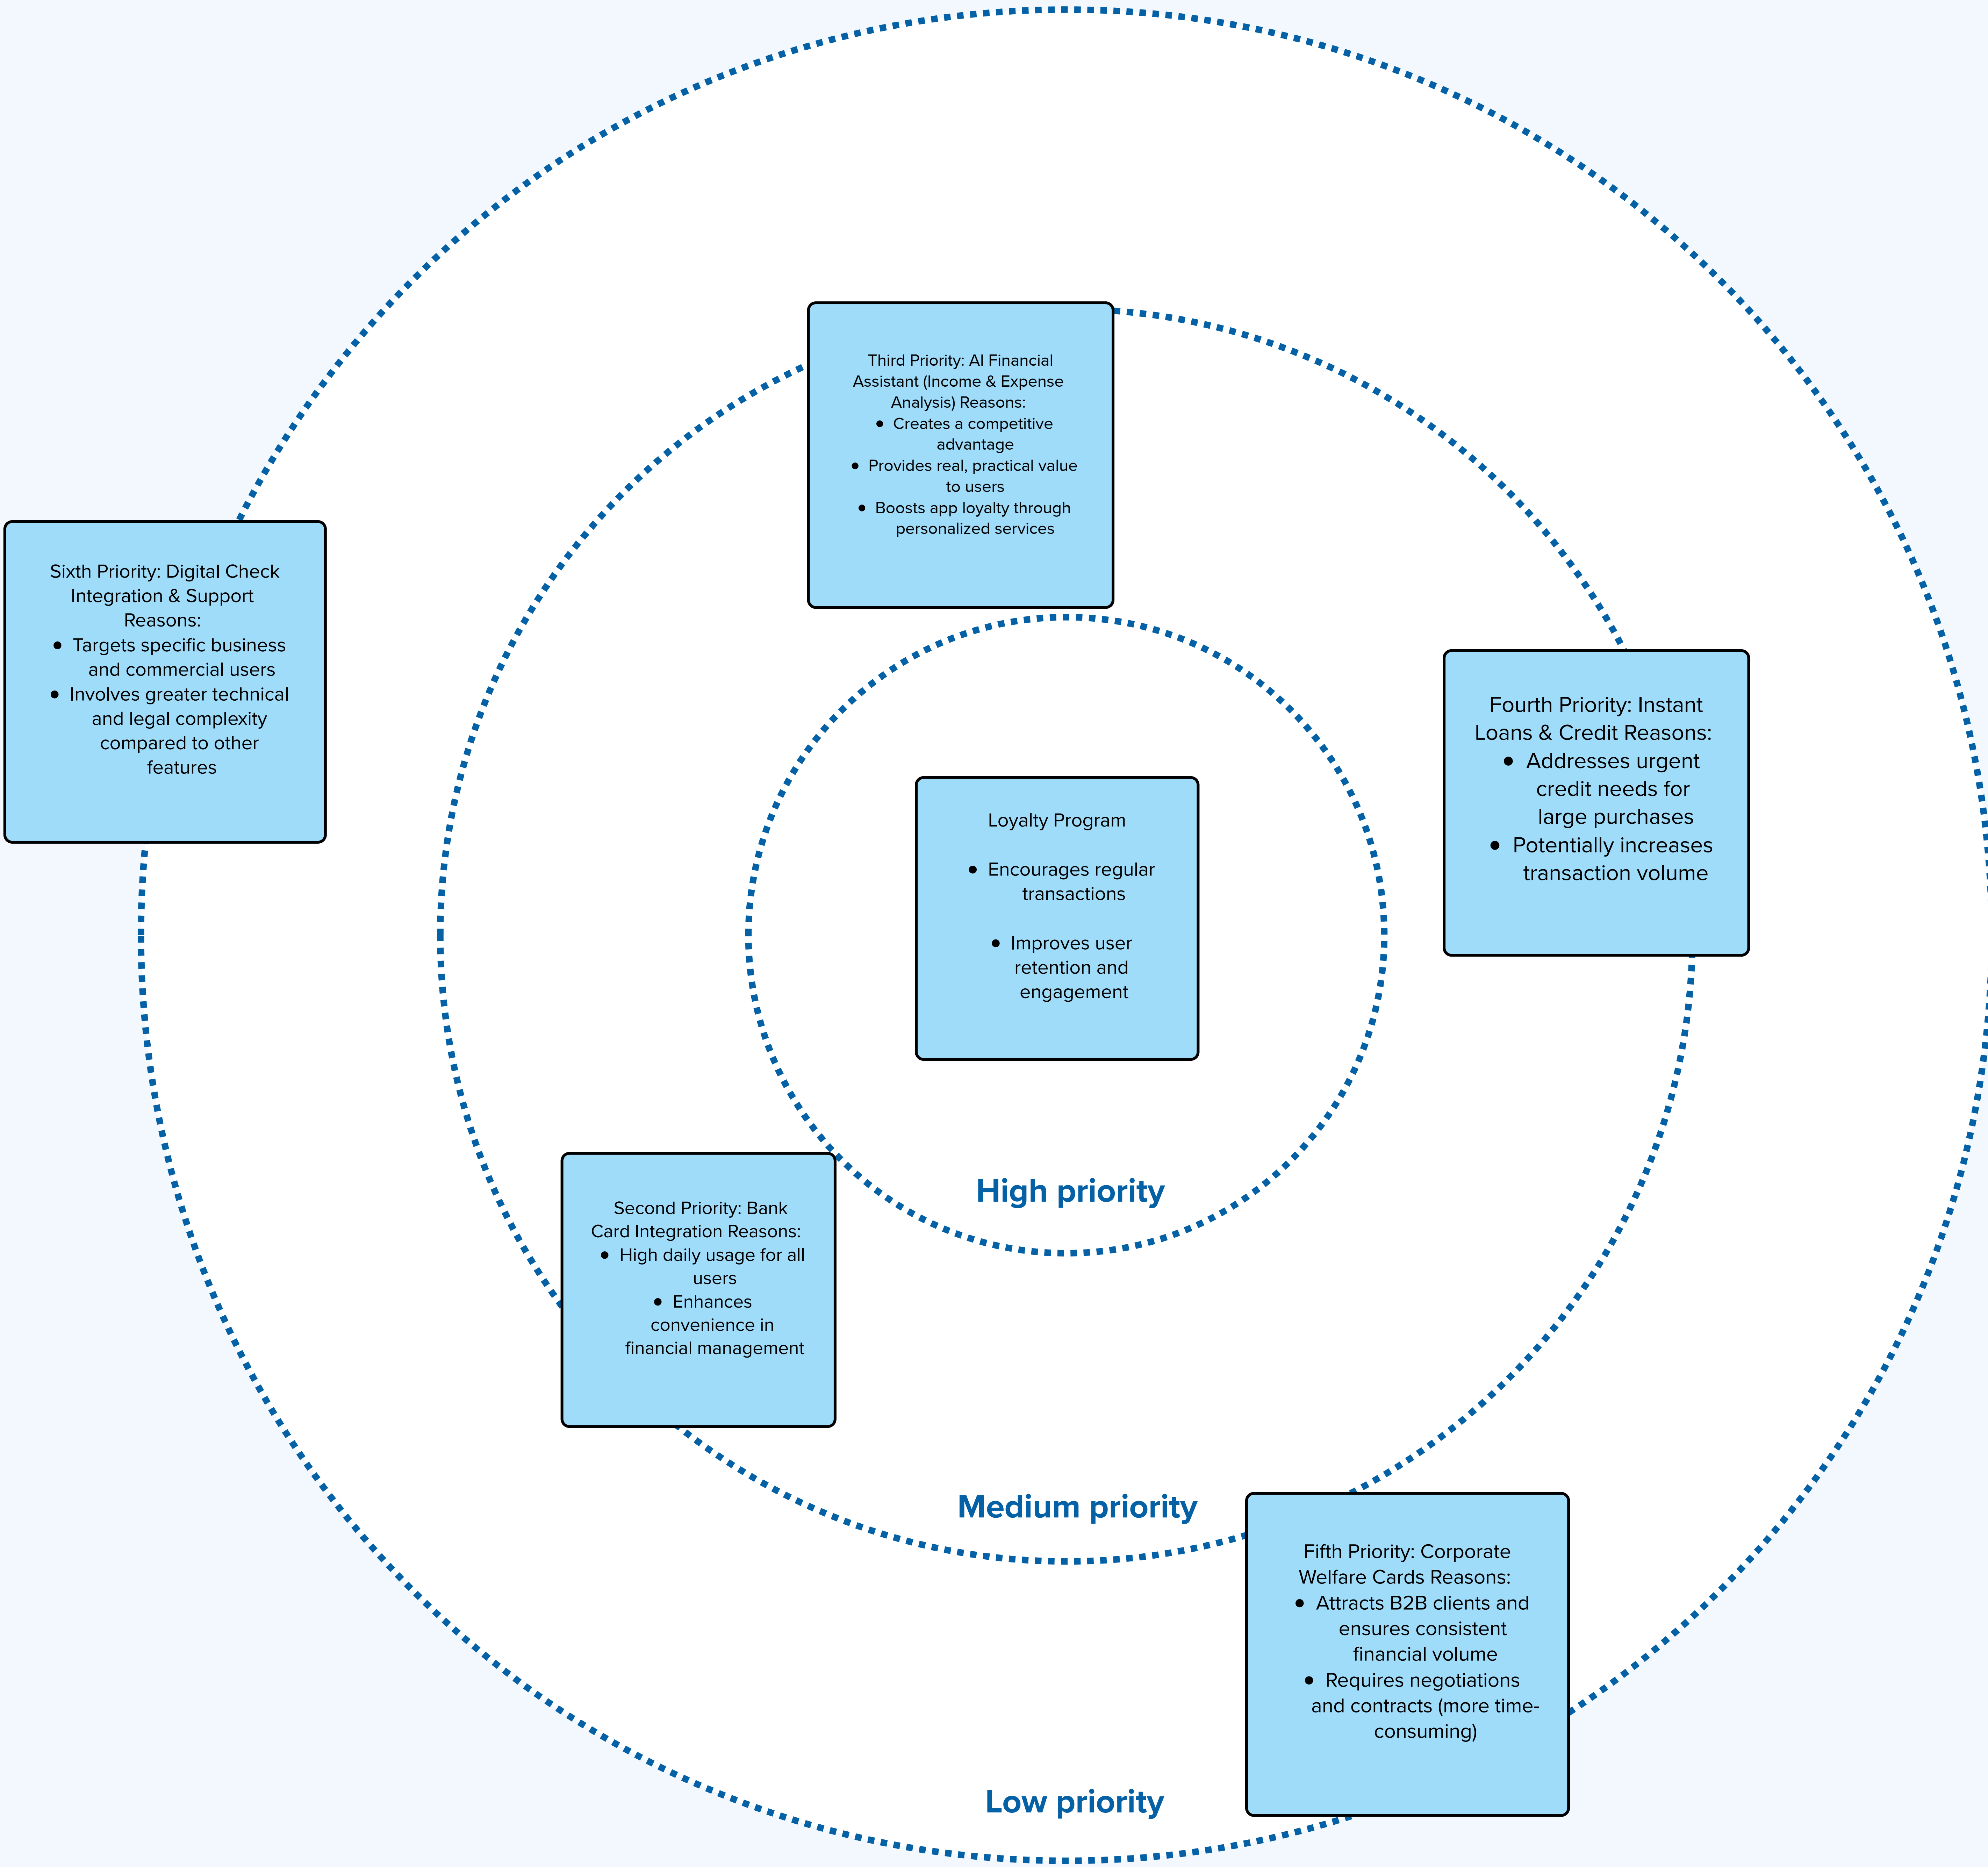 Third Priority: AI Financial
Assistant (Income & Expense
Analysis) Reasons:
● Creates a competitive
advantage
● Provides real, practical value
to users
● Boosts app loyalty through
personalized services
Sixth Priority: Digital Check
Integration & Support
Reasons:
● Targets specific business
and commercial users
● Involves greater technical
and legal complexity
compared to other
features
Fourth Priority: Instant
Loans & Credit Reasons:
● Addresses urgent
credit needs for
large purchases
● Potentially increases
transaction volume
Loyalty Program
● Encourages regular
transactions
● Improves user
retention and
engagement
High priority
Second Priority: Bank
Card Integration Reasons:
● High daily usage for all
users
● Enhances
convenience in
financial management
Medium priority
Fifth Priority: Corporate
Welfare Cards Reasons:
● Attracts B2B clients and
ensures consistent
financial volume
● Requires negotiations
and contracts (more time-
consuming)
Low priority